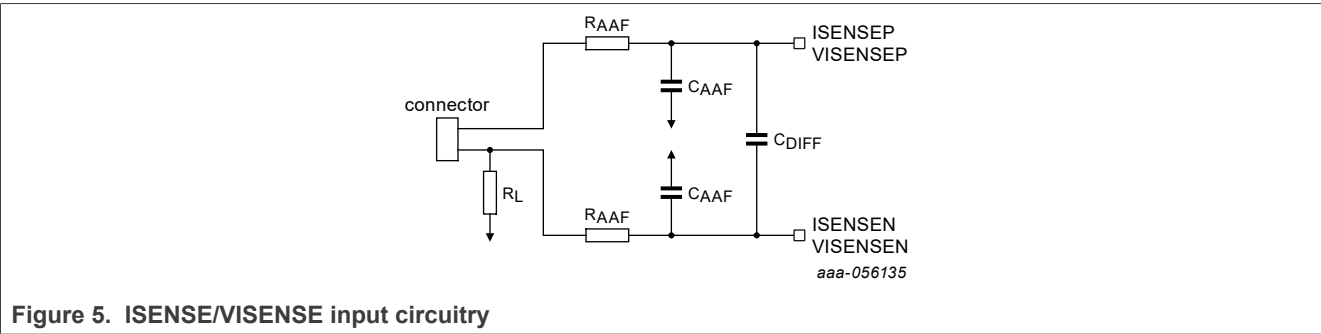 RAAF
ISENSEP
VISENSEP
CAAF
connector
CDIFF
RL
CAAF
RAAF
ISENSEN
VISENSEN
aaa-056135
Figure 5. ISENSE/VISENSE input circuitry